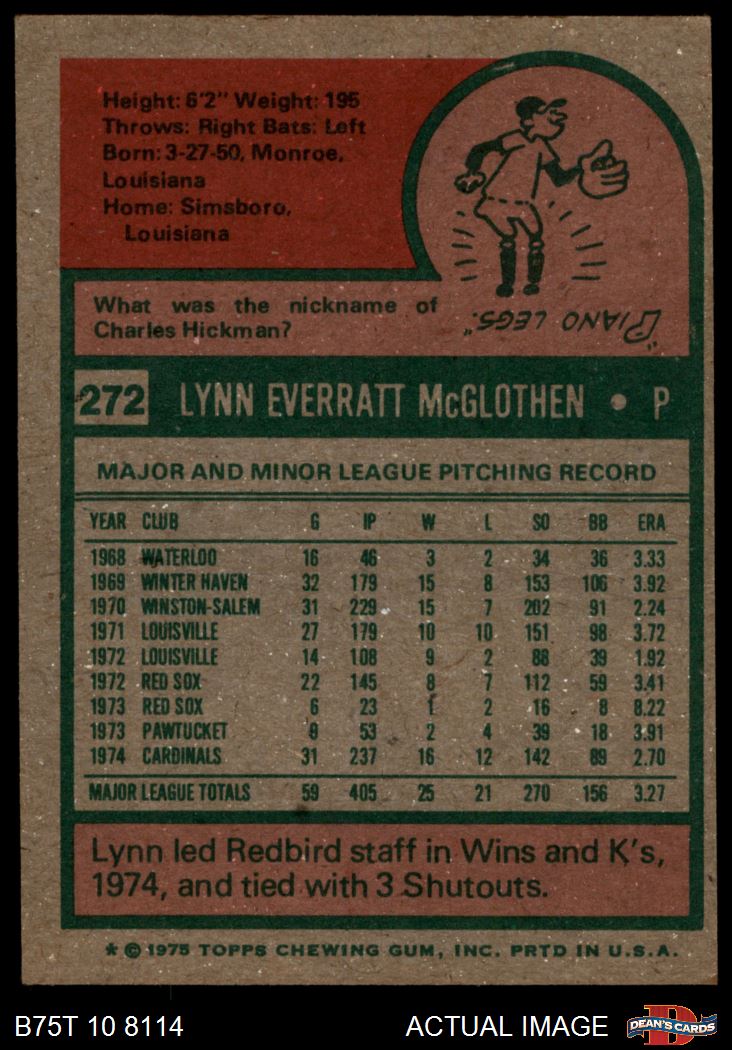 Height: 6'2" Weight: 195
Throws: Right Bats: Left
Born: 3-27-50, Monroe,
Louisiana
Home: Simsboro,
Louisiana
What was the nickname of
Charles Hickman?
"PIANO LEGS."
272 LYNN EVERRATT McGLOTHEN • P
MAJOR AND MINOR LEAGUE PITCHING RECORD
YEAR CLUB G IP W L SO BB ERA
1968 WATERLOO 16 46 3 2 34 36 3.33
1969 WINTER HAVEN 32 179 15 8 153 106 3.92
1970 WINSTON-SALEM 31 229 15 7 202 91 2.24
1971 LOUISVILLE 27 179 10 10 151 98 3.72
1972 LOUISVILLE 14 108 9 2 88 39 1.92
1972 RED SOX 22 145 8 7 112 59 3.41
1973 RED SOX 6 23 1 2 16 8 8.22
1973 PAWTUCKET 8 53 2 4 39 18 3.91
1974 CARDINALS 31 237 16 12 142 89 2.70
MAJOR LEAGUE TOTALS 59 405 25 21 270 156 3.27
Lynn led Redbird staff in Wins and K's,
1974, and tied with 3 Shutouts.
* © 1975 TOPPS CHEWING GUM, INC. PRTD IN U.S.A.
B75T 10 8114 ACTUAL IMAGE D DEAN'S CARDS